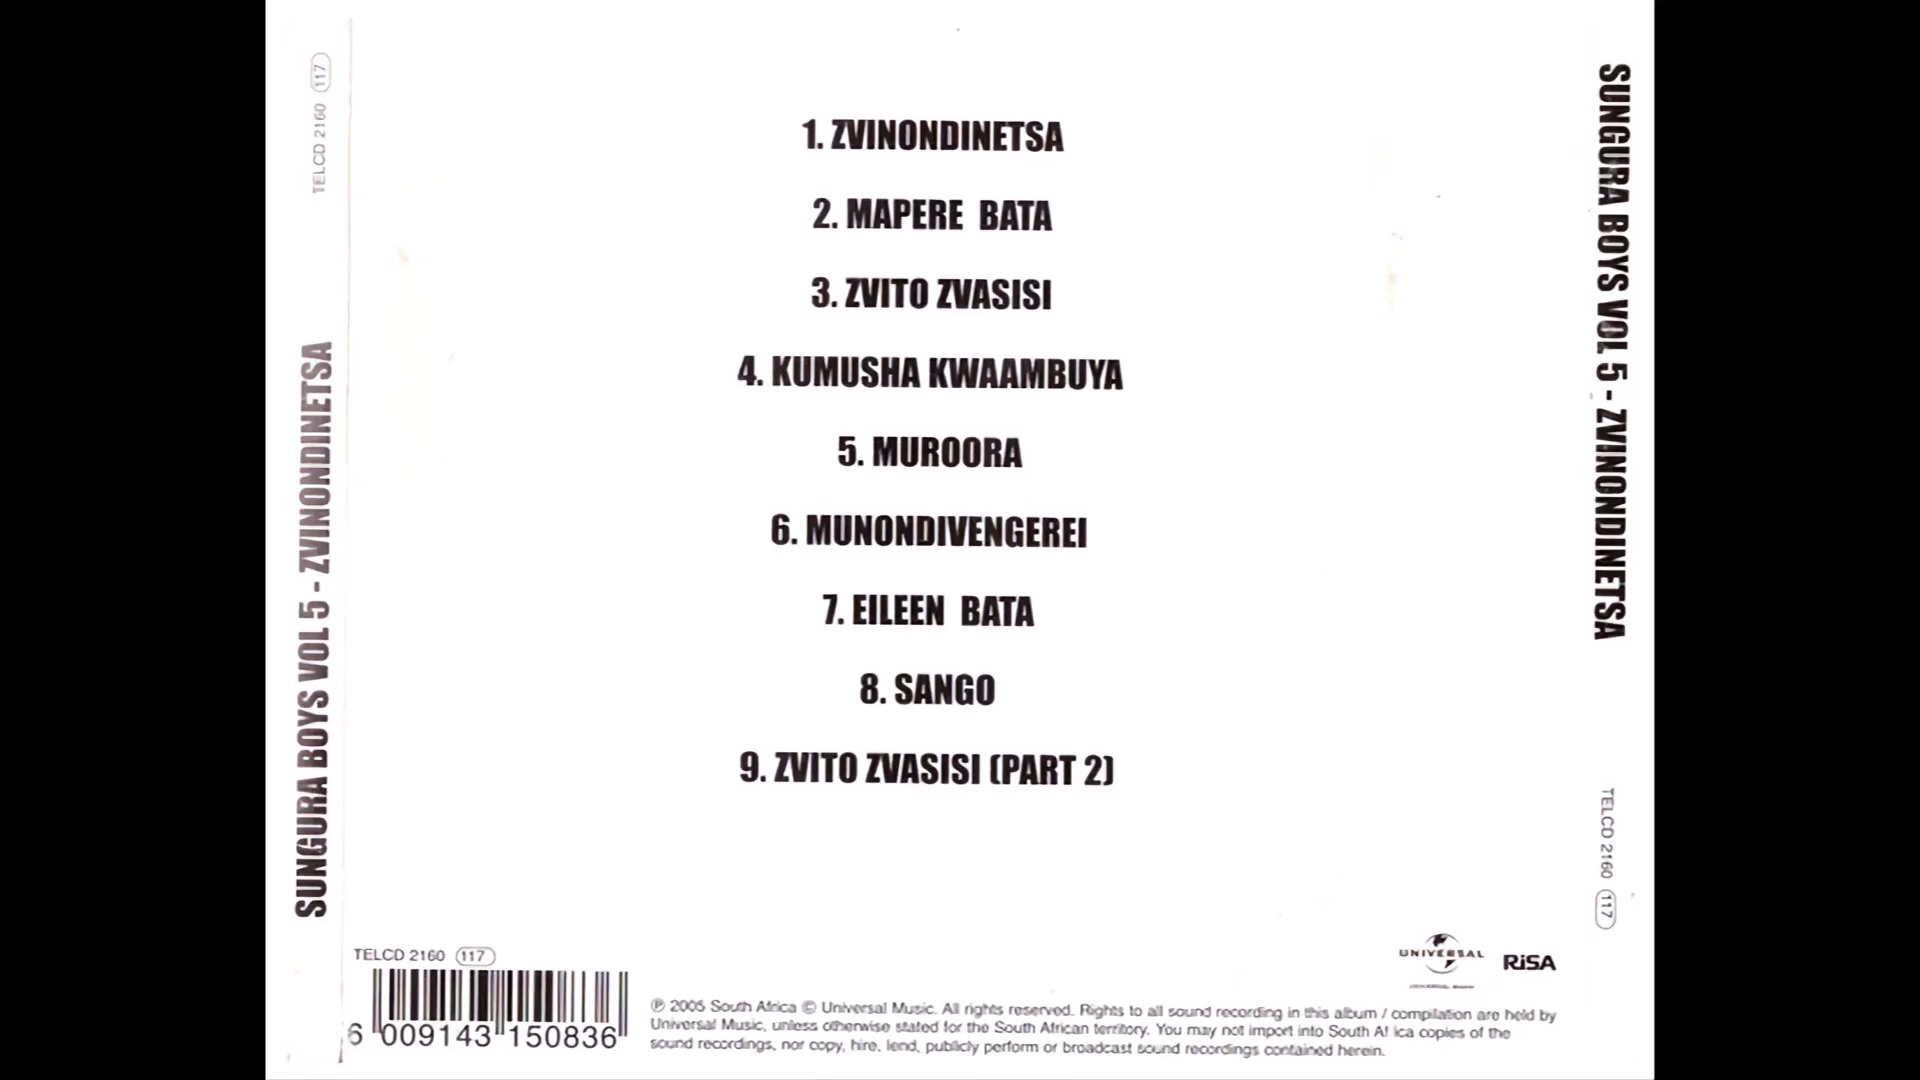 TELCD 2160 117
SUNGURA BOYS VOL 5 - ZVINONDINETSA
1. ZVINONDINETSA
2. MAPERE BATA
3. ZVITO ZVASISI
4. KUMUSHA KWAAMBUYA
5. MUROORA
6. MUNONDIVENGEREI
7. EILEEN BATA
8. SANGO
9. ZVITO ZVASISI (PART 2)
SUNGURA BOYS VOL 5 - ZVINONDINETSA
TELCD 2160 117
TELCD 2160 117
6 009143 150836
UNIVERSAL
RiSA
℗ 2005 South Africa © Universal Music. All rights reserved. Rights to all sound recording in this album / compilation are held by
Universal Music, unless otherwise stated for the South African territory. You may not import into South Af ica copies of the
sound recordings, nor copy, hire, lend, publicly perform or broadcast sound recordings contained herein.